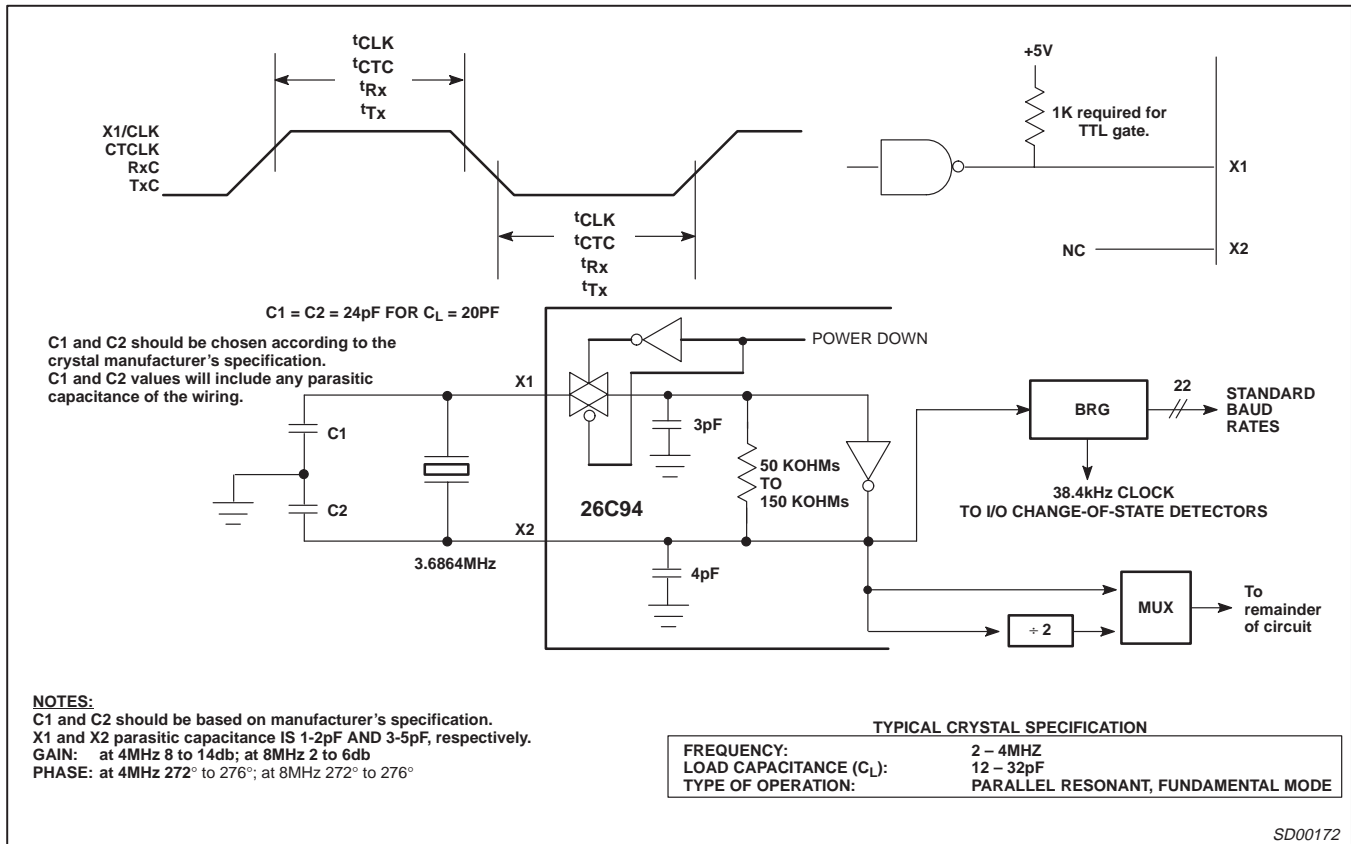 tCLK
tCTC
tRx
tTx
X1/CLK
CTCLK
RxC
TxC
tCLK
tCTC
tRx
tTx
+5V
1K required for
TTL gate.
X1
NC
X2
C1 = C2 = 24pF FOR CL = 20PF
C1 and C2 should be chosen according to the
crystal manufacturer’s specification.
C1 and C2 values will include any parasitic
capacitance of the wiring.
X1
POWER DOWN
C1
C2
3.6864MHz
X2
3pF
50 KOHMs
TO
150 KOHMs
26C94
4pF
BRG
22
STANDARD
BAUD
RATES
38.4kHz CLOCK
TO I/O CHANGE-OF-STATE DETECTORS
MUX
÷ 2
To
remainder
of circuit
NOTES:
C1 and C2 should be based on manufacturer’s specification.
X1 and X2 parasitic capacitance IS 1-2pF AND 3-5pF, respectively.
GAIN: at 4MHz 8 to 14db; at 8MHz 2 to 6db
PHASE: at 4MHz 272° to 276°; at 8MHz 272° to 276°
TYPICAL CRYSTAL SPECIFICATION
FREQUENCY: 2 – 4MHZ
LOAD CAPACITANCE (CL): 12 – 32pF
TYPE OF OPERATION: PARALLEL RESONANT, FUNDAMENTAL MODE
SD00172